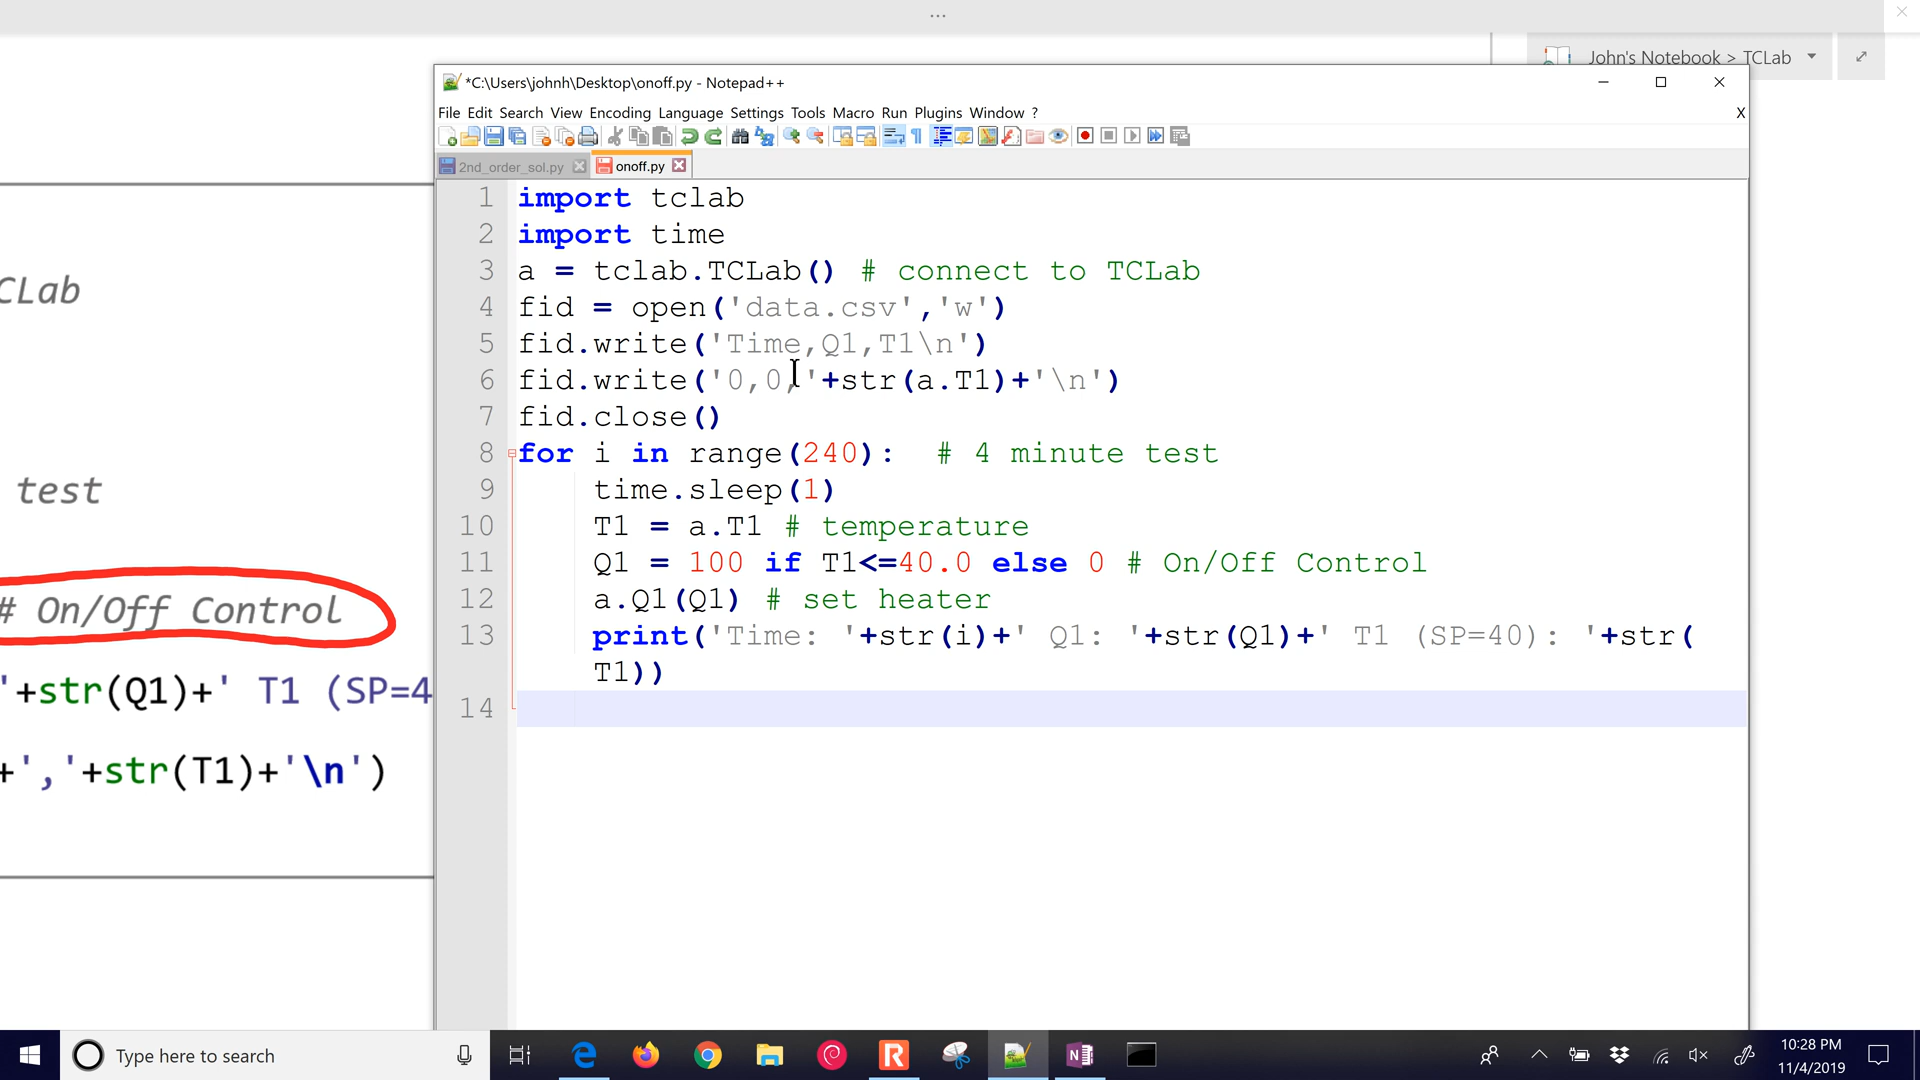 ...
John's Notebook > TCLab
*C:\Users\johnh\Desktop\onoff.py - Notepad++
File Edit Search View Encoding Language Settings Tools Macro Run Plugins Window ?
X
2nd_order_sol.py
onoff.py
1 import tclab
2 import time
3 a = tclab.TCLab() # connect to TCLab
4 fid = open('data.csv','w')
5 fid.write('Time,Q1,T1\n')
6 fid.write('0,0,'+str(a.T1)+'\n')
7 fid.close()
8 for i in range(240): # 4 minute test
9 time.sleep(1)
10 T1 = a.T1 # temperature
11 Q1 = 100 if T1<=40.0 else 0 # On/Off Control
12 a.Q1(Q1) # set heater
13 print('Time: '+str(i)+' Q1: '+str(Q1)+' T1 (SP=40): '+str(
T1))
14
CLab
test
# On/Off Control
'+str(Q1)+' T1 (SP=4
+','+str(T1)+'\n')
Type here to search
10:28 PM
11/4/2019